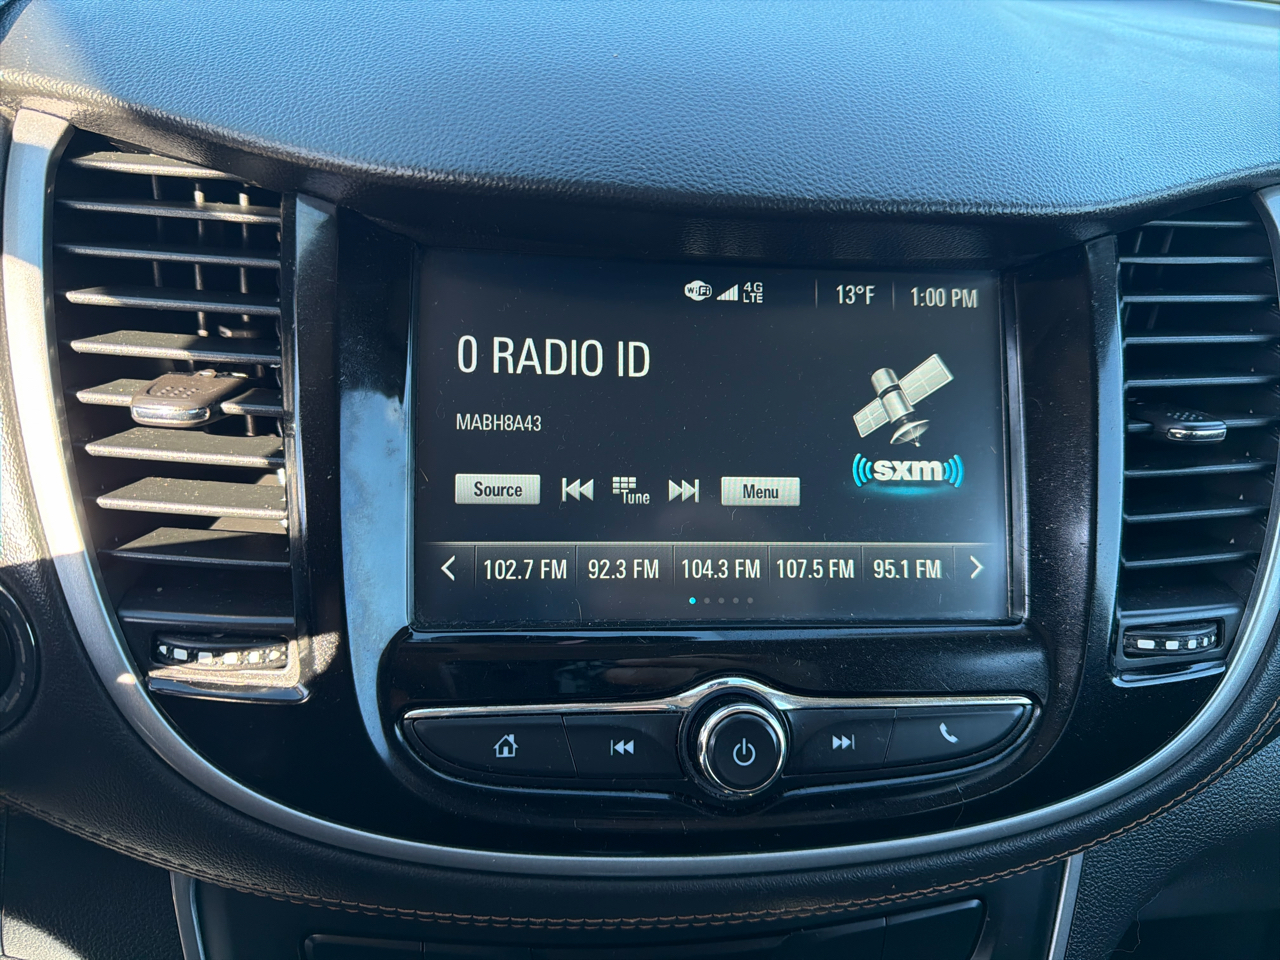 WiFi 4G LTE 13°F 1:00 PM
0 RADIO ID
MABH8A43
sxm
Source Tune Menu
102.7 FM 92.3 FM 104.3 FM 107.5 FM 95.1 FM